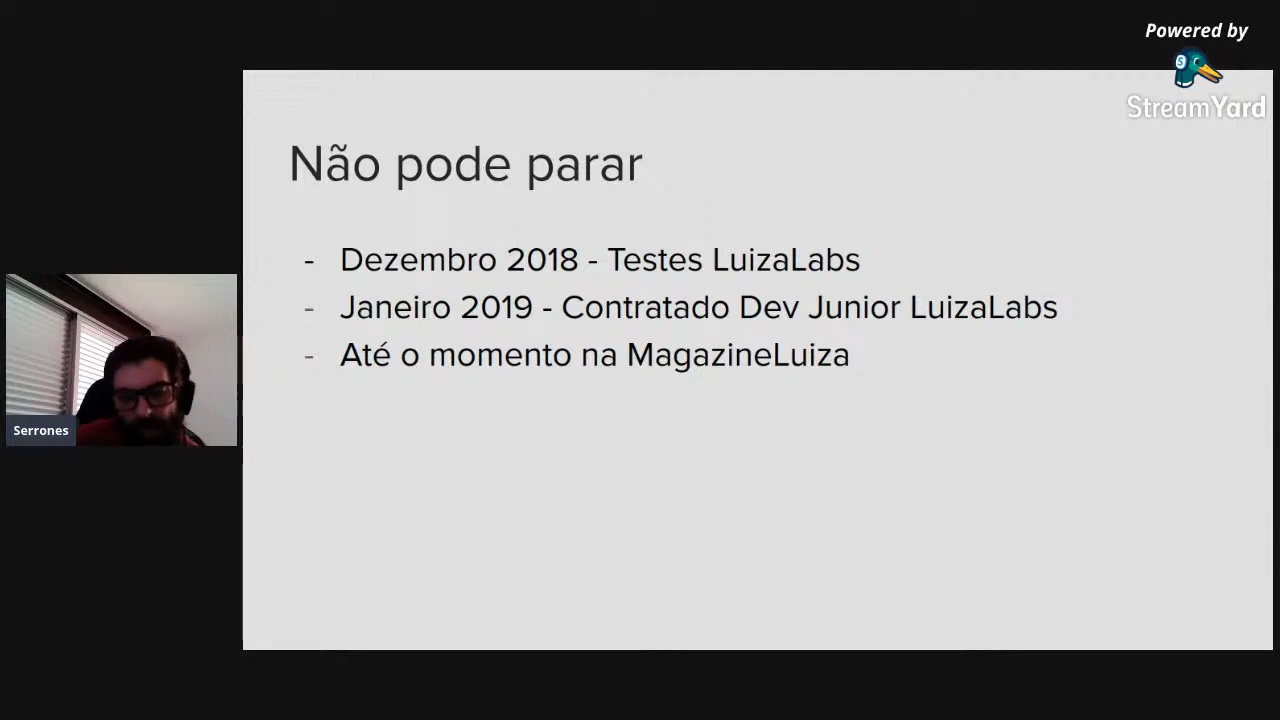 Powered by
StreamYard
Não pode parar
- Dezembro 2018 - Testes LuizaLabs
- Janeiro 2019 - Contratado Dev Junior LuizaLabs
- Até o momento na MagazineLuiza
Serrones